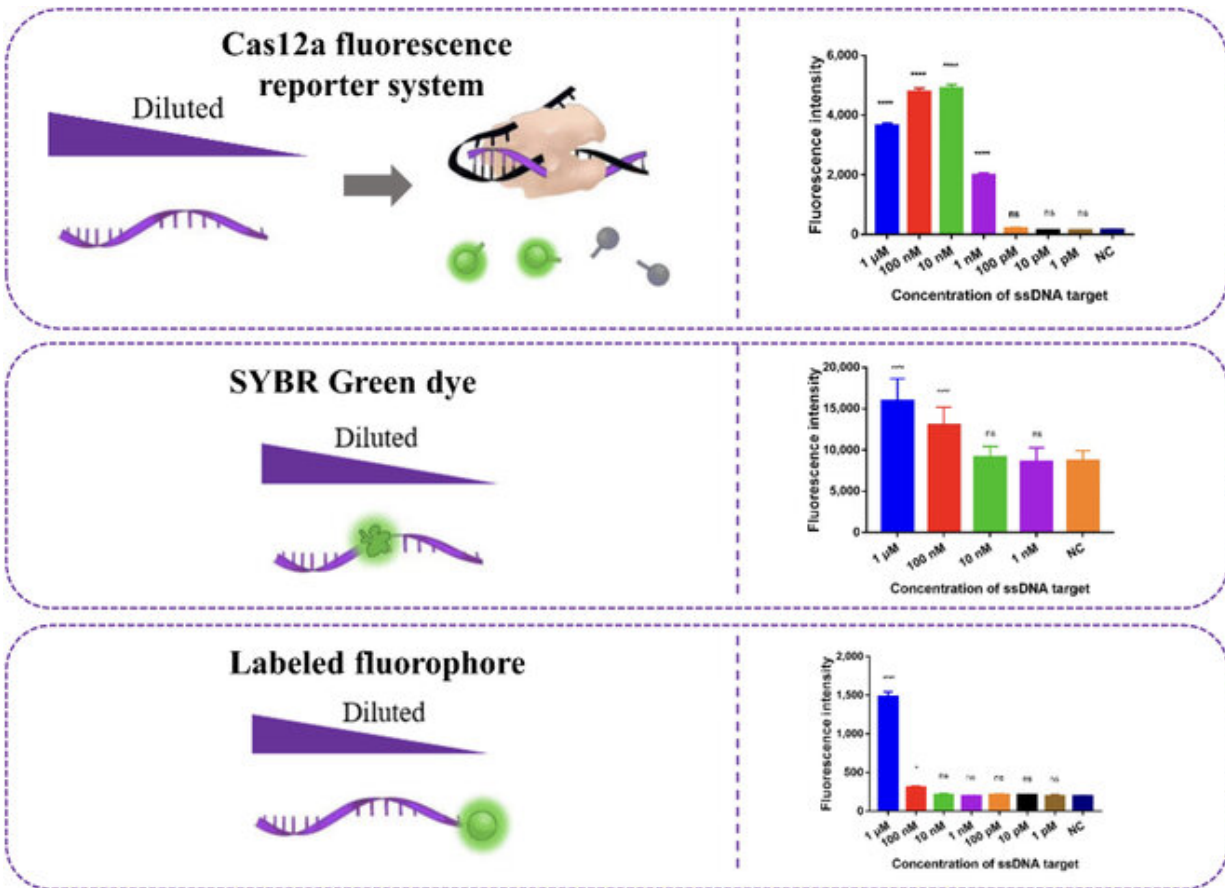 Cas12a fluorescence
reporter system
Diluted
Fluorescence intensity
6,000
4,000
2,000
0
****
****
****
****
ns
ns
ns
1 µM
100 nM
10 nM
1 nM
100 pM
10 pM
1 pM
NC
Concentration of ssDNA target
SYBR Green dye
Diluted
Fluorescence intensity
20,000
15,000
10,000
5,000
0
ns
ns
1 µM
100 nM
10 nM
1 nM
NC
Concentration of ssDNA target
Labeled fluorophore
Diluted
Fluorescence intensity
2,000
1,500
1,000
500
0
*
ns
ns
ns
ns
ns
1 µM
100 nM
10 nM
1 nM
100 pM
10 pM
1 pM
NC
Concentration of ssDNA target